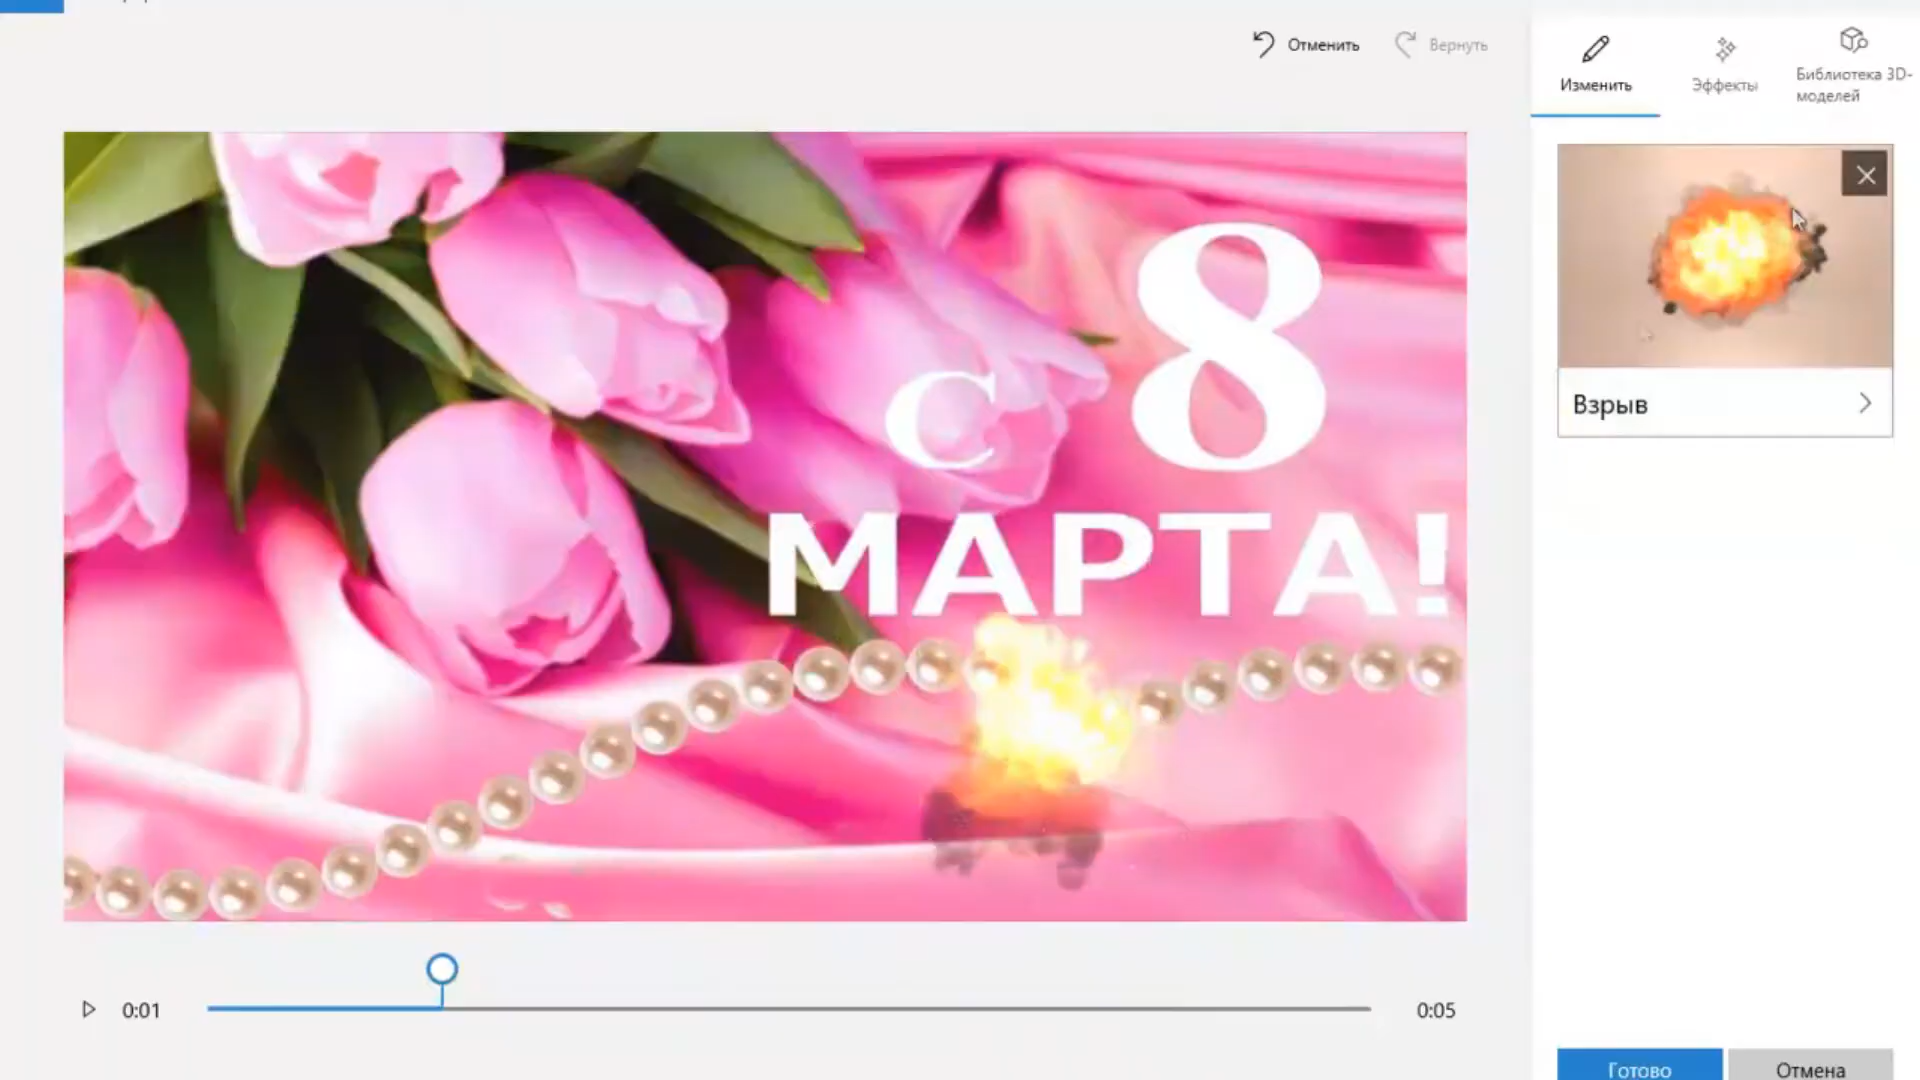 Отменить
Вернуть
Изменить
Эффекты
Библиотека 3D-
моделей
с 8
МАРТА!
Взрыв
0:01
0:05
Готово
Отмена